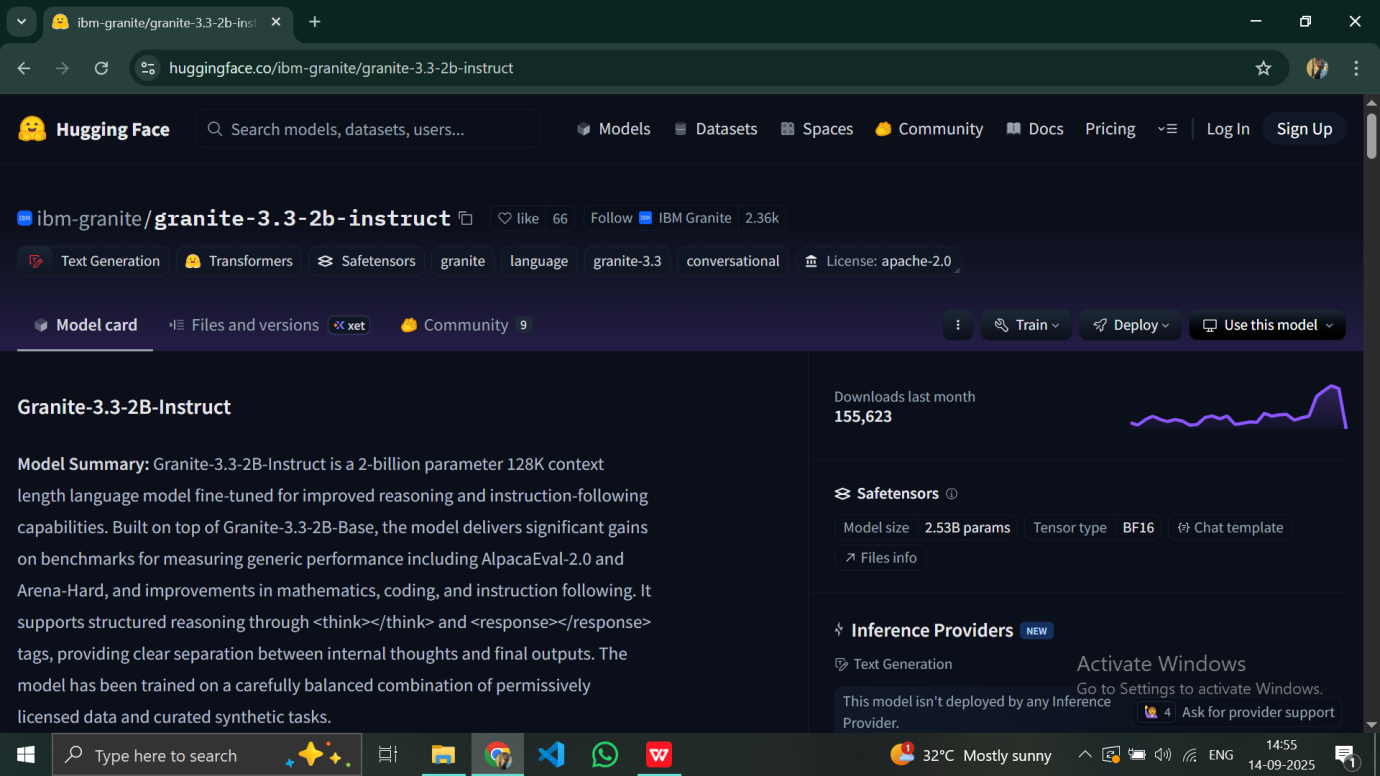 ibm-granite/granite-3.3-2b-inst
huggingface.co/ibm-granite/granite-3.3-2b-instruct
Hugging Face
Search models, datasets, users...
Models
Datasets
Spaces
Community
Docs
Pricing
Log In
Sign Up
ibm-granite/granite-3.3-2b-instruct
like 66
Follow IBM Granite 2.36k
Text Generation
Transformers
Safetensors
granite
language
granite-3.3
conversational
License: apache-2.0
Model card
Files and versions xet
Community 9
Train
Deploy
Use this model
Granite-3.3-2B-Instruct
Model Summary: Granite-3.3-2B-Instruct is a 2-billion parameter 128K context
length language model fine-tuned for improved reasoning and instruction-following
capabilities. Built on top of Granite-3.3-2B-Base, the model delivers significant gains
on benchmarks for measuring generic performance including AlpacaEval-2.0 and
Arena-Hard, and improvements in mathematics, coding, and instruction following. It
supports structured reasoning through <think></think> and <response></response>
tags, providing clear separation between internal thoughts and final outputs. The
model has been trained on a carefully balanced combination of permissively
licensed data and curated synthetic tasks.
Downloads last month
155,623
Safetensors
Model size 2.53B params
Tensor type BF16
Chat template
Files info
Inference Providers NEW
Text Generation
This model isn't deployed by any Inference
Provider.
4 Ask for provider support
Activate Windows
Go to Settings to activate Windows.
Type here to search
1
32°C Mostly sunny
ENG
14:55
14-09-2025
1